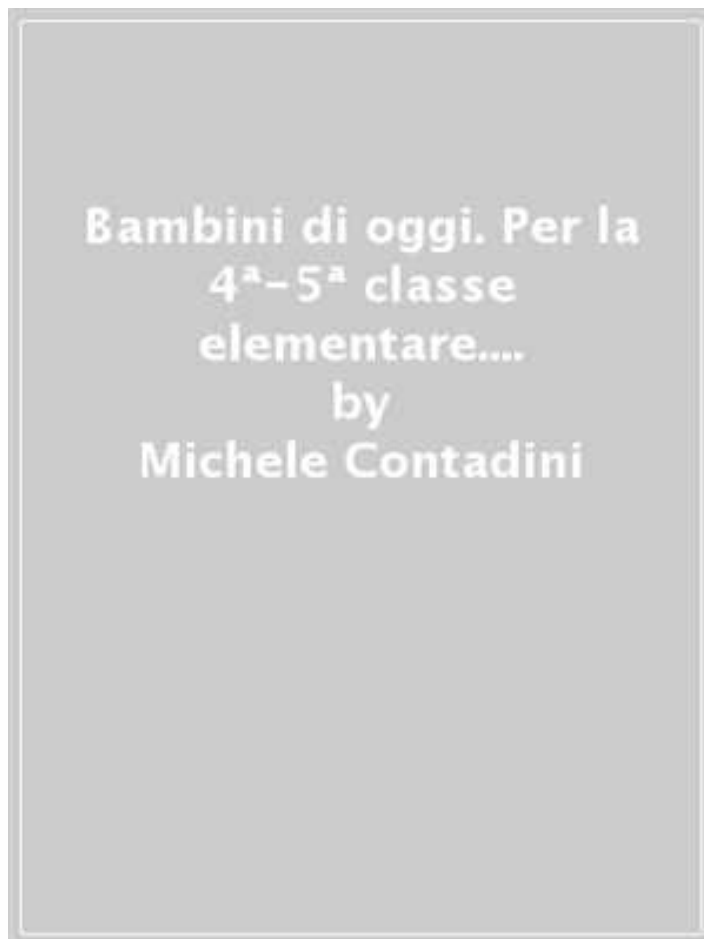 Bambini di oggi. Per la
4ª-5ª classe
elementare....
by
Michele Contadini